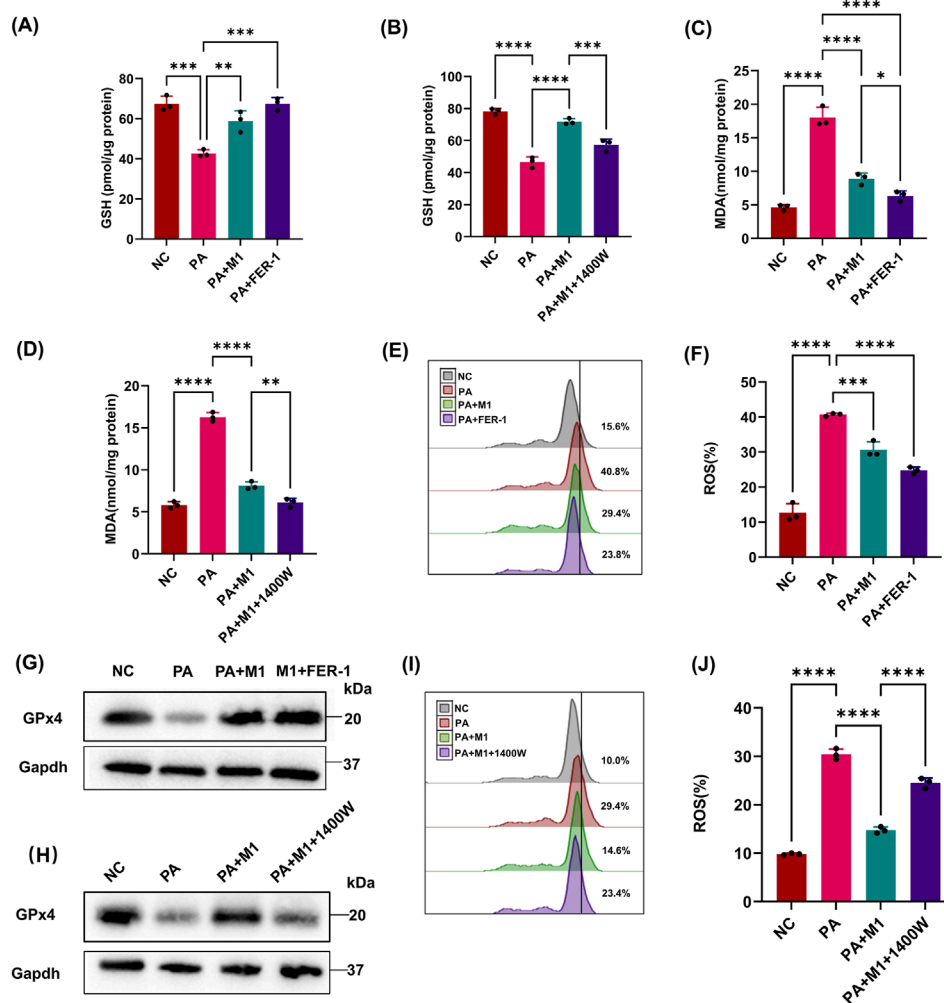 (A)
*** 
*** **
GSH (pmol/μg protein)
80
60
40
20
0
NC
PA
PA+M1
PA+FER-1
(B)
**** ***
****
GSH (pmol/μg protein)
100
80
60
40
20
0
NC
PA
PA+M1
PA+M1+1400W
(C)
****
****
**** *
MDA(nmol/mg protein)
20
15
10
5
0
NC
PA
PA+M1
PA+FER-1
(D)
****
**** **
MDA(nmol/mg protein)
20
15
10
5
0
NC
PA
PA+M1
PA+M1+1400W
(E)
NC
PA
PA+M1
PA+FER-1
15.6%
40.8%
29.4%
23.8%
(F)
**** ****
***
ROS(%)
50
40
30
20
10
0
NC
PA
PA+M1
PA+FER-1
(G)
NC PA PA+M1 M1+FER-1
kDa
GPx4 20
Gapdh 37
(H)
NC PA PA+M1 PA+M1+1400W
kDa
GPx4 20
Gapdh 37
(I)
NC
PA
PA+M1
PA+M1+1400W
10.0%
29.4%
14.6%
23.4%
(J)
**** ****
****
ROS(%)
40
30
20
10
0
NC
PA
PA+M1
PA+M1+1400W